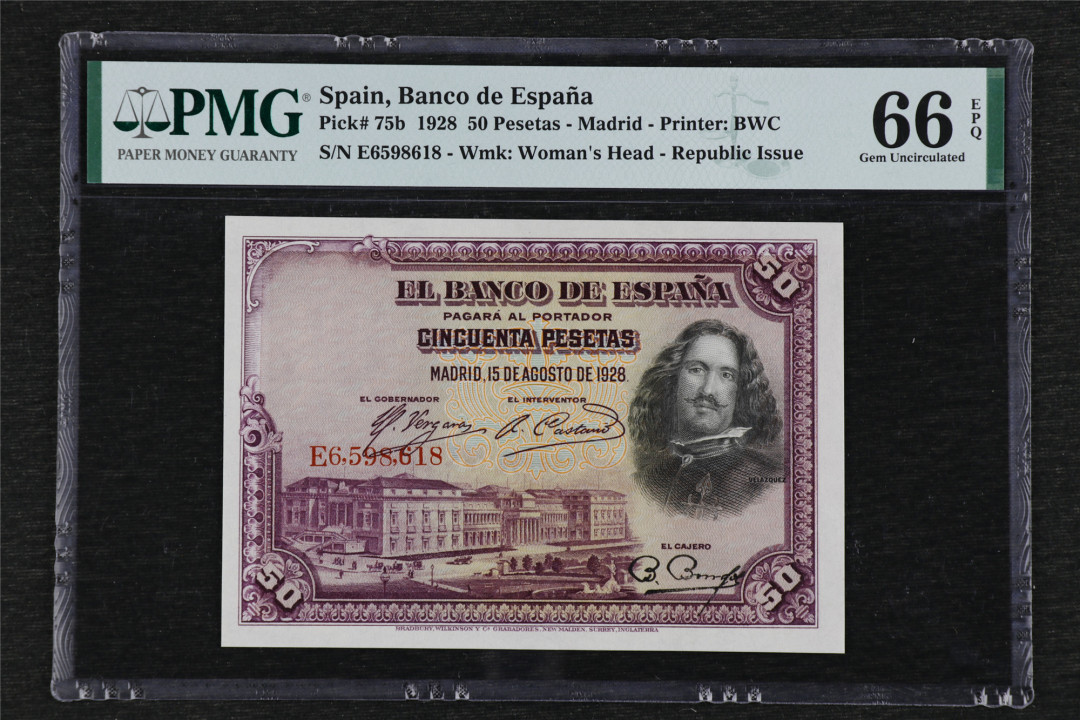 PMG®
PAPER MONEY GUARANTY
Spain, Banco de España
Pick# 75b 1928 50 Pesetas - Madrid - Printer: BWC
S/N E6598618 - Wmk: Woman's Head - Republic Issue
66 EPQ
Gem Uncirculated
50
EL BANCO DE ESPAÑA
PAGARÁ AL PORTADOR
CINCUENTA PESETAS
MADRID, 15 DE AGOSTO DE 1928.
EL GOBERNADOR EL INTERVENTOR
E6,598,618
VELAZQUEZ
EL CAJERO
50 50
BRADBURY, WILKINSON Y Cª GRABADORES, NEW MALDEN, SURREY, INGLATERRA